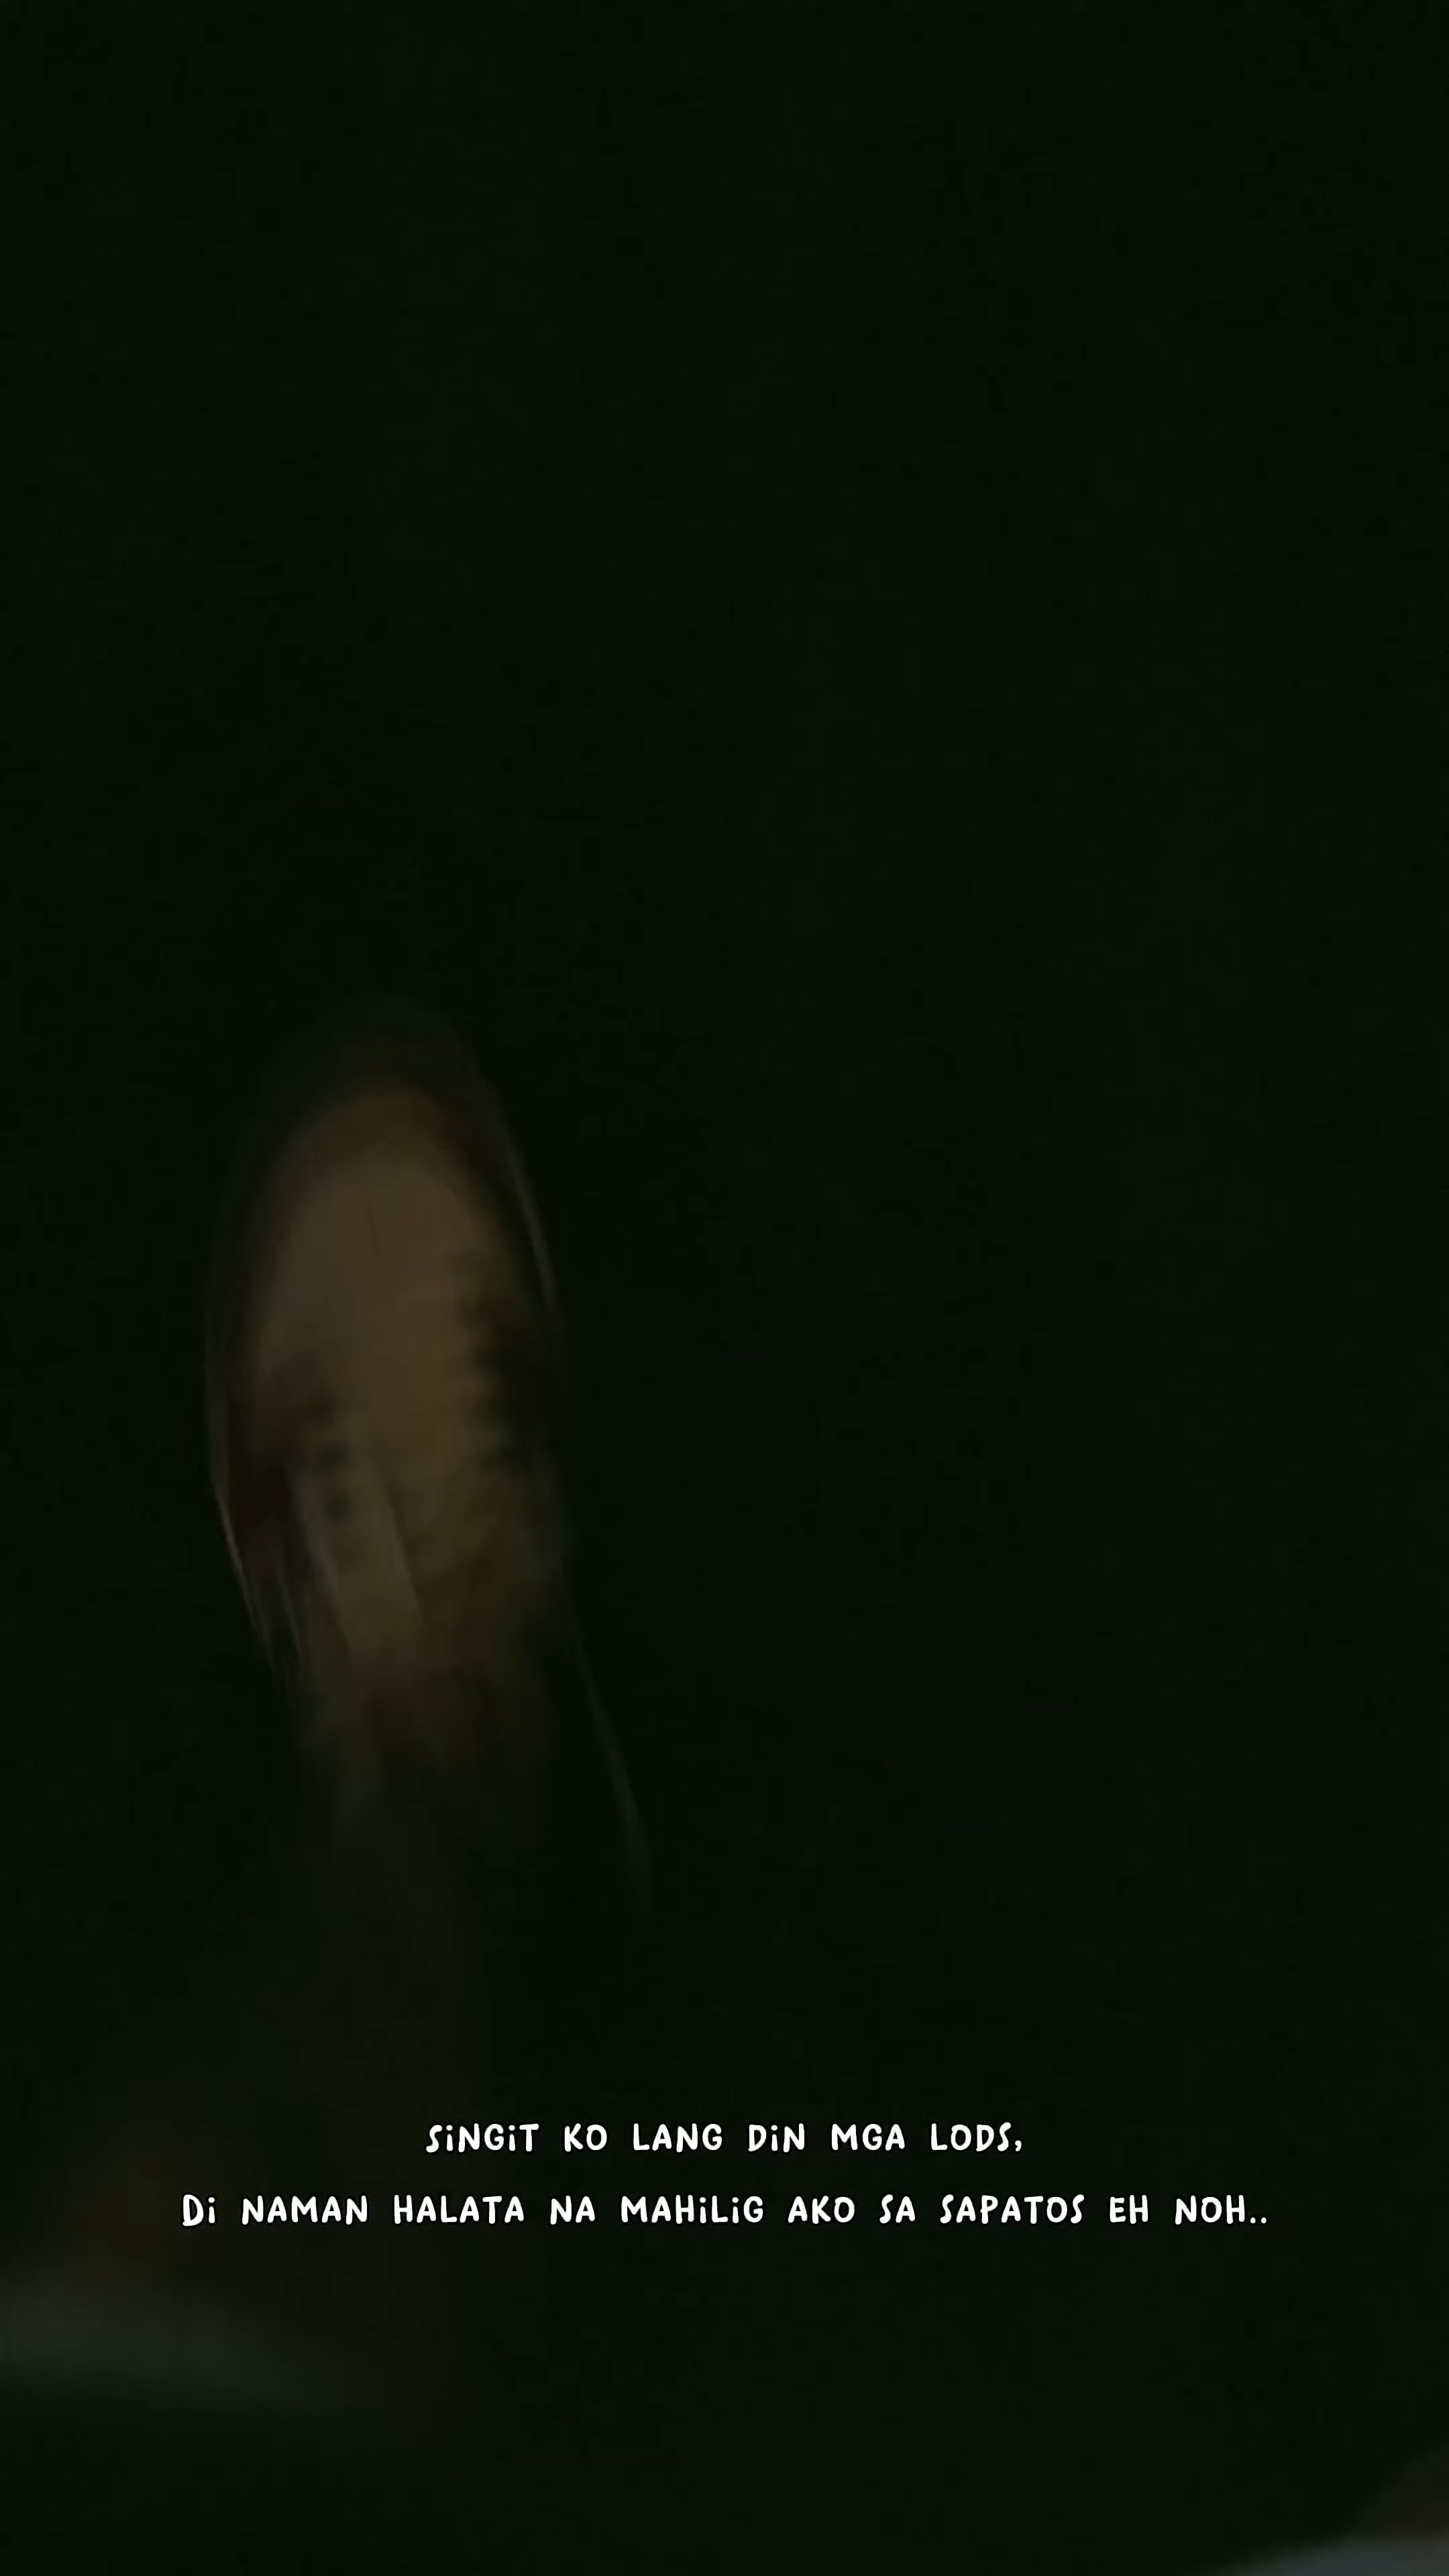 SiNGiT KO LANG DiN MGA LODS,
Di NAMAN HALATA NA MAHiLiG AKO SA SAPATOS EH NOH..